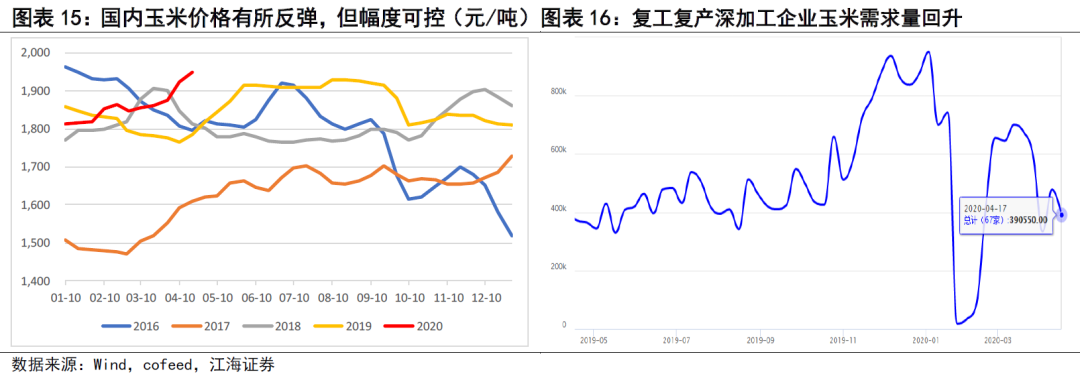 图表 15：国内玉米价格有所反弹，但幅度可控（元/吨）
2,000
1,900
1,800
1,700
1,600
1,500
1,400
01-10 02-10 03-10 04-10 05-10 06-10 07-10 08-10 09-10 10-10 11-10 12-10
2016 2017 2018 2019 2020
图表 16：复工复产深加工企业玉米需求量回升
800k
600k
400k
200k
0
2020-04-17
总计（67家）:390550.00
2019-05 2019-07 2019-09 2019-11 2020-01 2020-03
数据来源：Wind，cofeed，江海证券